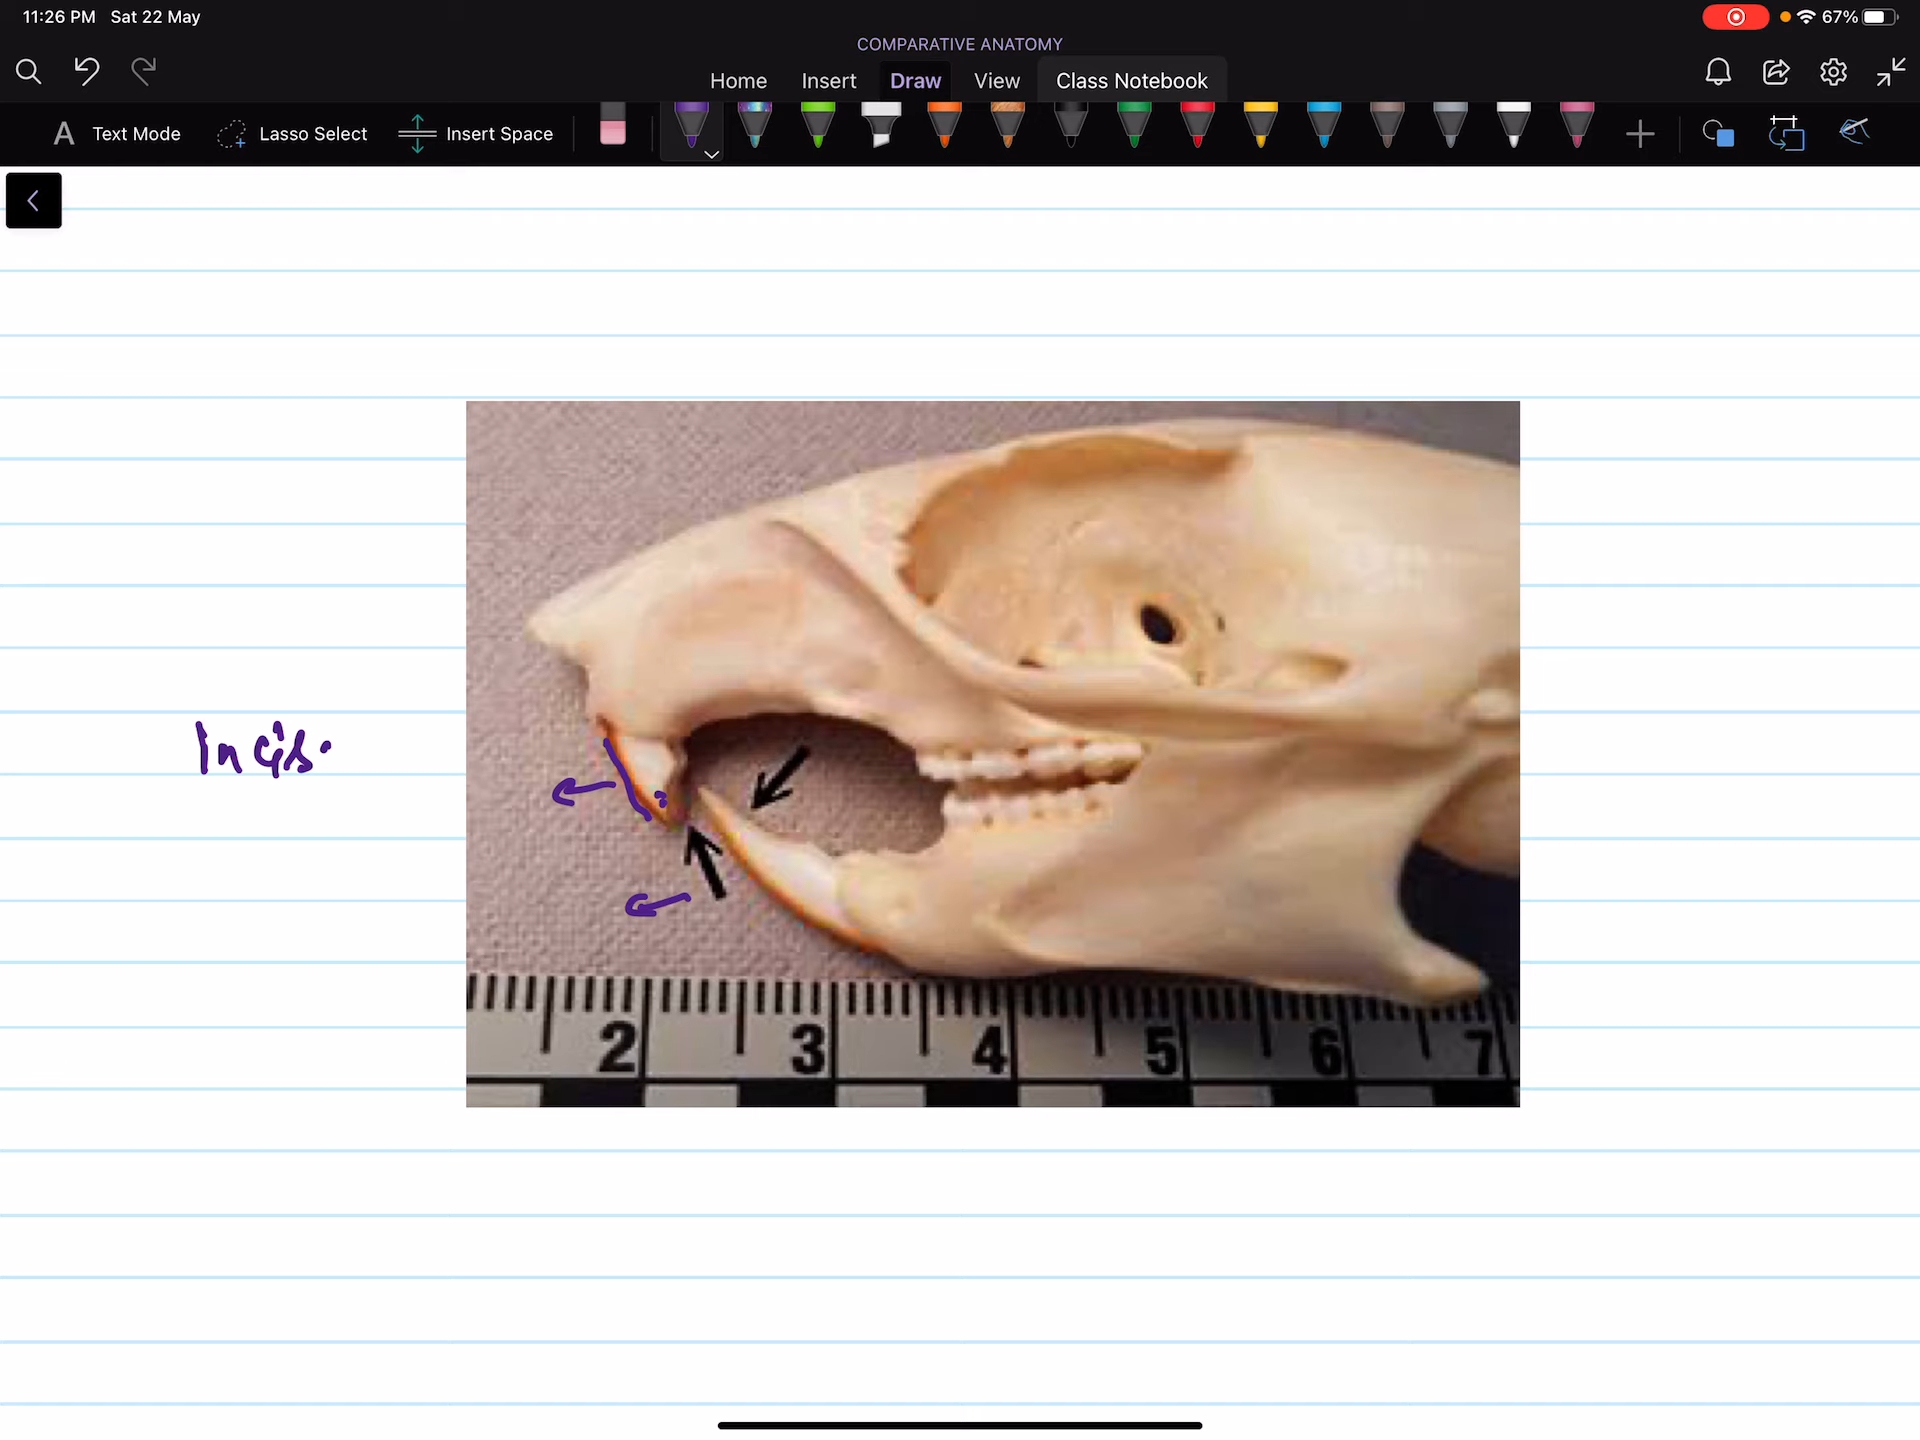 11:26 PM Sat 22 May
67%
COMPARATIVE ANATOMY
Home Insert Draw View Class Notebook
A Text Mode Lasso Select Insert Space
Incis.
2 3 4 5 6 7